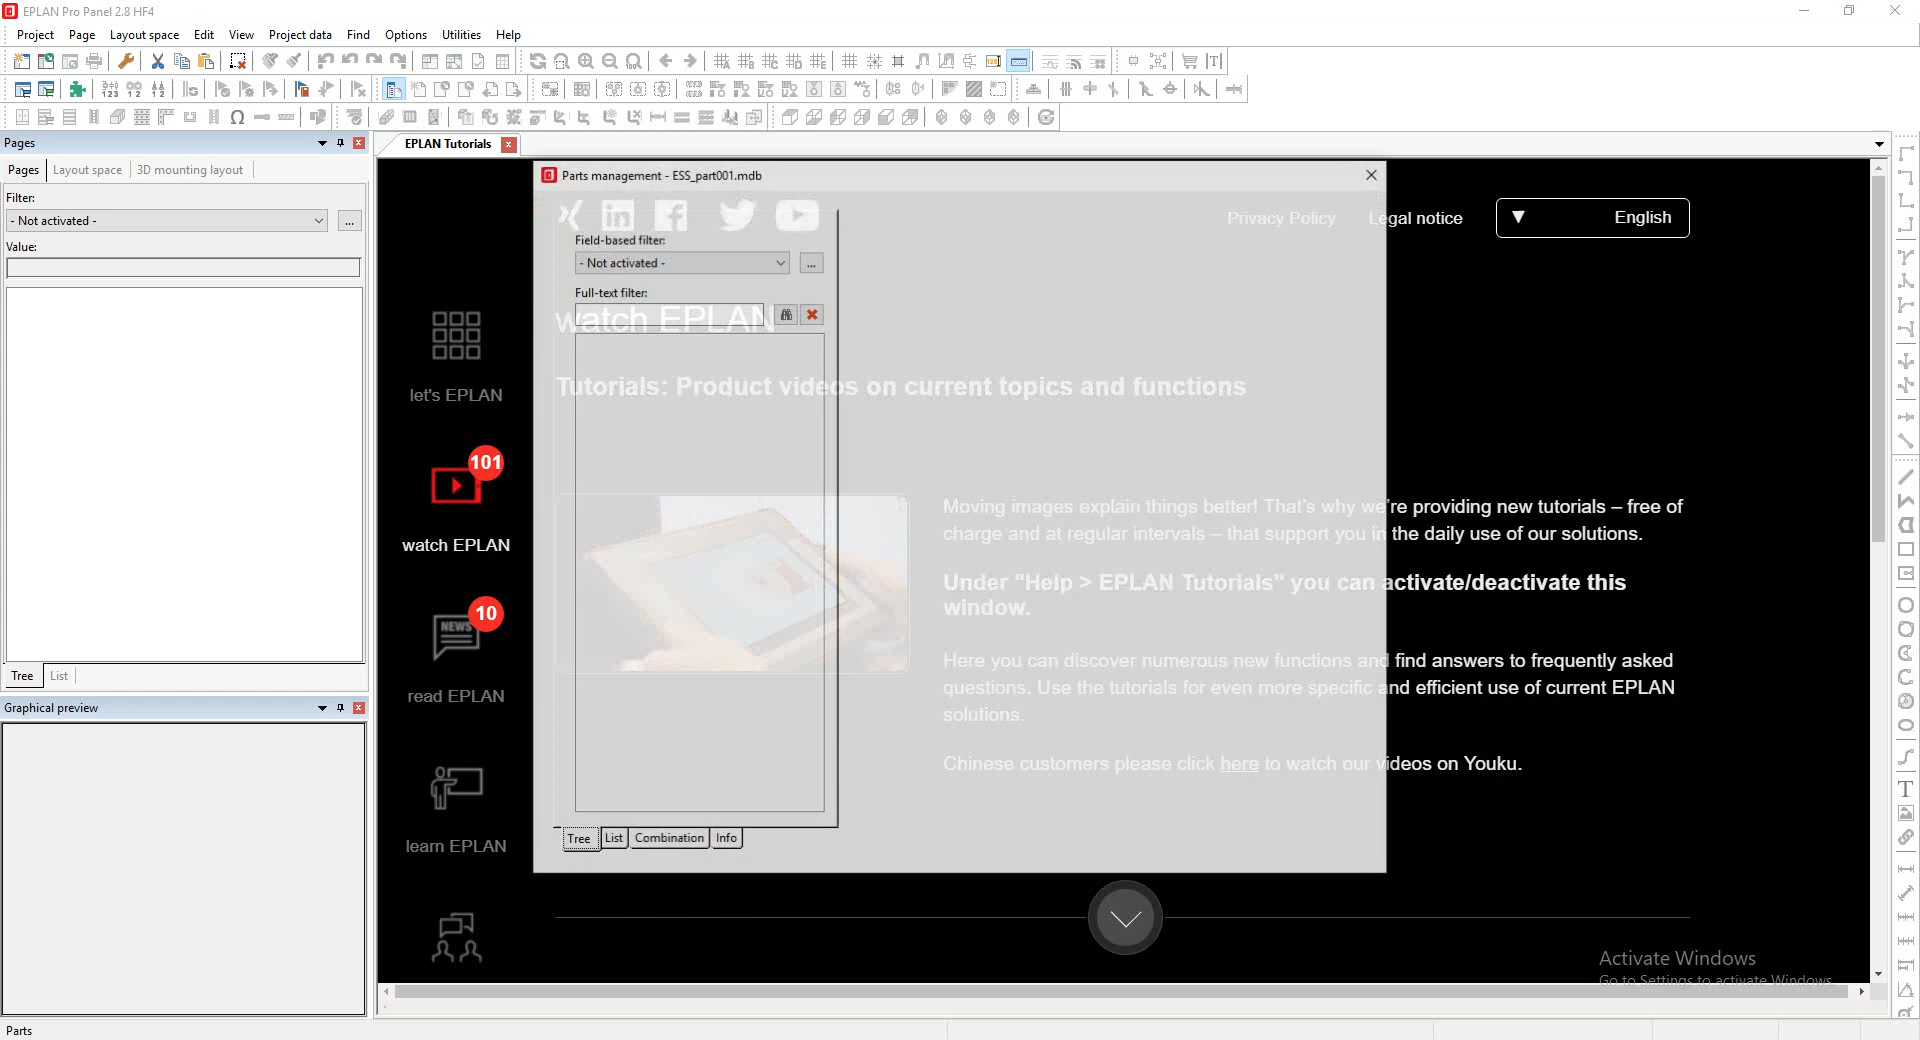 EPLAN Pro Panel 2.8 HF4
Project Page Layout space Edit View Project data Find Options Utilities Help
Pages
EPLAN Tutorials
Pages Layout space 3D mounting layout
Filter:
- Not activated -
...
Value:
Tree List
Graphical preview
Parts management - ESS_part001.mdb
Privacy Policy Legal notice English
Field-based filter:
- Not activated -
...
Full-text filter:
watch EPLAN
Tutorials: Product videos on current topics and functions
let's EPLAN
101
watch EPLAN
10
NEWS
read EPLAN
learn EPLAN
Moving images explain things better! That's why we're providing new tutorials – free of
charge and at regular intervals – that support you in the daily use of our solutions.
Under "Help > EPLAN Tutorials" you can activate/deactivate this
window.
Here you can discover numerous new functions and find answers to frequently asked
questions. Use the tutorials for even more specific and efficient use of current EPLAN
solutions.
Chinese customers please click here to watch our videos on Youku.
Tree List Combination Info
Activate Windows
Go to Settings to activate Windows.
Parts